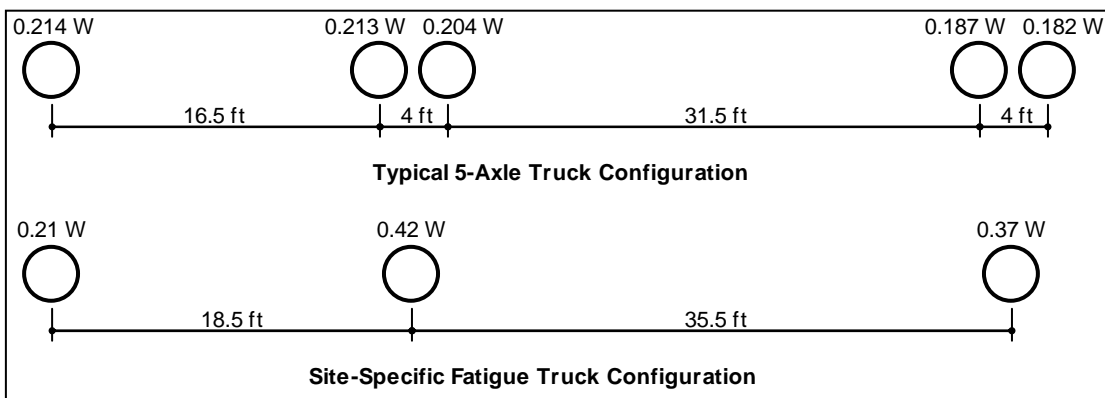 0.214 W 0.213 W 0.204 W 0.187 W 0.182 W
16.5 ft 4 ft 31.5 ft 4 ft
Typical 5-Axle Truck Configuration
0.21 W 0.42 W 0.37 W
18.5 ft 35.5 ft
Site-Specific Fatigue Truck Configuration